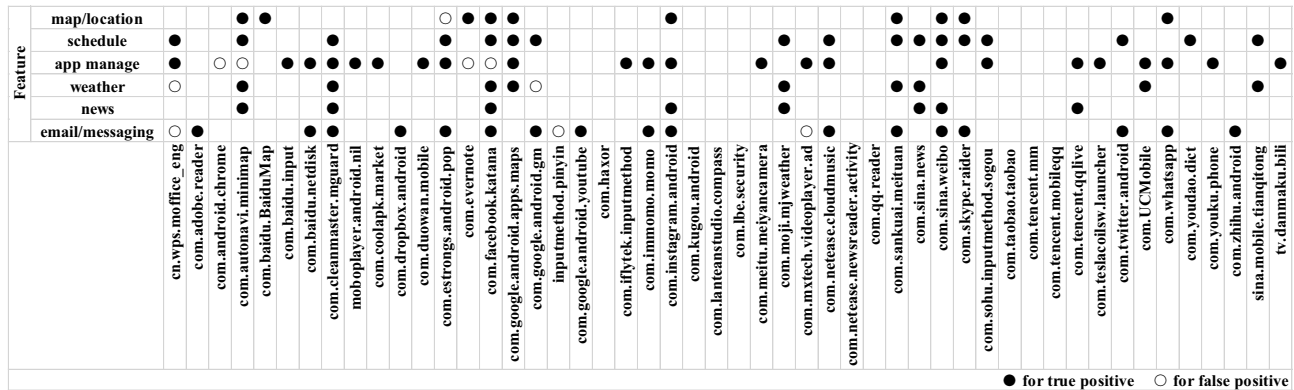 Feature
map/location
schedule
app manage
weather
news
email/messaging
cn.wps.moffice_eng
com.adobe.reader
com.android.chrome
com.autonavi.minimap
com.baidu.BaiduMap
com.baidu.input
com.baidu.netdisk
com.cleanmaster.mguard
moboplayer.android.nil
com.coolapk.market
com.dropbox.android
com.duowan.mobile
com.estrongs.android.pop
com.evernote
com.facebook.katana
com.google.android.apps.maps
com.google.android.gm
inputmethod.pinyin
com.google.android.youtube
com.haxor
com.iflytek.inputmethod
com.immomo.momo
com.instagram.android
com.kugou.android
com.lanteanstudio.compass
com.lbe.security
com.meitu.meiyancamera
com.moji.mjweather
com.mxtech.videoplayer.ad
com.netease.cloudmusic
com.netease.newsreader.activity
com.qq.reader
com.sankuai.meituan
com.sina.news
com.sina.weibo
com.skype.raider
com.sohu.inputmethod.sogou
com.taobao.taobao
com.tencent.mm
com.tencent.mobileqq
com.tencent.qqlive
com.teslacoilsw.launcher
com.twitter.android
com.UCMobile
com.whatsapp
com.youdao.dict
com.youku.phone
com.zhihu.android
sina.mobile.tianqitong
tv.danmaku.bili
● for true positive ○ for false positive